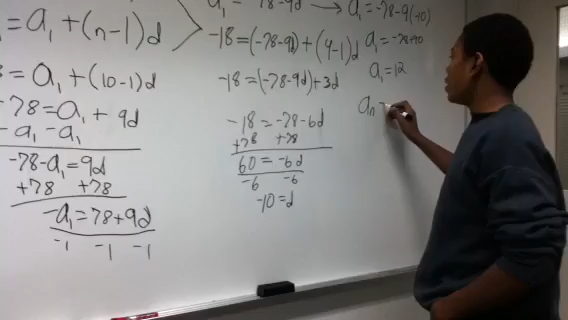 = a₁ + (n-1)d
= a₁ + (10-1)d
-78 = a₁ + 9d
-a₁ -a₁
-78-a₁ = 9d
+78 +78
-a₁ = 78+9d
-1 -1 -1
a₁ = -78-9d → a₁ = -78-9(-10)
-18 = (-78-9d) + (4-1)d
a₁ = -78+90
-18 = (-78-9d) + 3d
a₁ = 12
-18 = -78-6d
+78 +78
60 = -6d
-6 -6
-10 = d
aₙ =